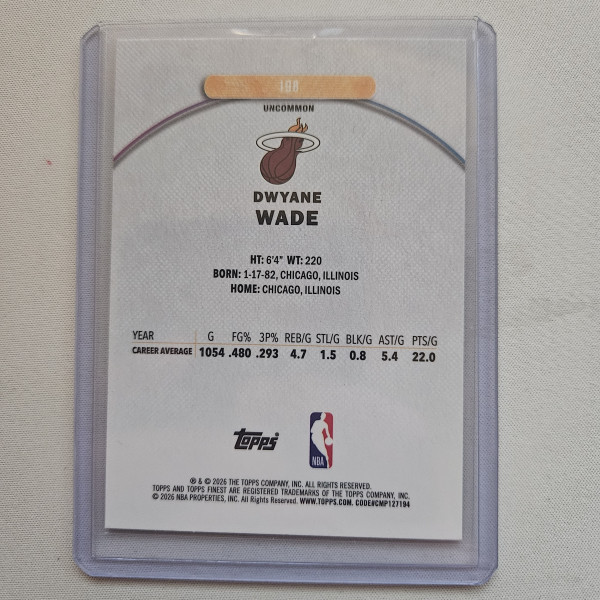 108
UNCOMMON
DWYANE
WADE
HT: 6'4" WT: 220
BORN: 1-17-82, CHICAGO, ILLINOIS
HOME: CHICAGO, ILLINOIS
YEAR G FG% 3P% REB/G STL/G BLK/G AST/G PTS/G
CAREER AVERAGE 1054 .480 .293 4.7 1.5 0.8 5.4 22.0
topps
NBA
® & © 2026 THE TOPPS COMPANY, INC. ALL RIGHTS RESERVED.
TOPPS AND TOPPS FINEST ARE REGISTERED TRADEMARKS OF THE TOPPS COMPANY, INC.
© 2026 NBA PROPERTIES, INC. All Rights Reserved. WWW.TOPPS.COM. CODE#CMP127194